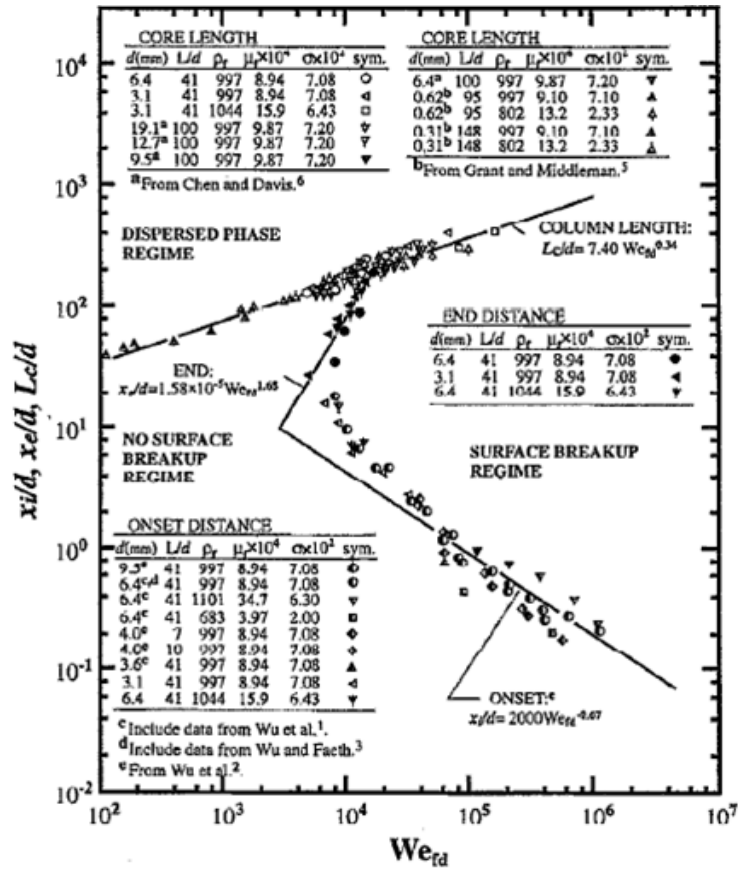 CORE LENGTH
d(mm) L/d ρf μf×10⁴ σ×10² sym.
6.4 41 997 8.94 7.08
3.1 41 997 8.94 7.08
3.1 41 1044 15.9 6.43
19.1ᵃ 100 997 9.87 7.20
12.7ᵃ 100 997 9.87 7.20
9.5ᵃ 100 997 9.87 7.20
ᵃFrom Chen and Davis.⁶
CORE LENGTH
d(mm) L/d ρf μf×10⁴ σ×10² sym.
6.4ᵃ 100 997 9.87 7.20
0.62ᵇ 95 997 9.10 7.10
0.62ᵇ 95 802 13.2 2.33
0.31ᵇ 148 997 9.10 7.10
0.31ᵇ 148 802 13.2 2.33
ᵇFrom Grant and Middleman.⁵
DISPERSED PHASE
REGIME
COLUMN LENGTH:
Lc/d= 7.40 Wefd^0.34
END DISTANCE
d(mm) L/d ρf μf×10⁴ σ×10² sym.
6.4 41 997 8.94 7.08
3.1 41 997 8.94 7.08
6.4 41 1044 15.9 6.43
END:
xe/d=1.58×10⁻⁵Wefd^1.68
NO SURFACE
BREAKUP
REGIME
SURFACE BREAKUP
REGIME
ONSET DISTANCE
d(mm) L/d ρf μf×10⁴ σ×10² sym.
41 997 8.94 7.08
6.4ᶜ,ᵈ 41 997 8.94 7.08
6.4ᶜ 41 1101 34.7 6.30
6.4ᶜ 41 683 3.97 2.00
4.0ᵉ 7 997 8.94 7.08
4.0ᵉ 10 997 8.94 7.08
3.6ᶜ 41 997 8.94 7.08
3.1 41 997 8.94 7.08
6.4 41 1044 15.9 6.43
ᶜInclude data from Wu et al.¹.
ᵈInclude data from Wu and Faeth.³
ᵉFrom Wu et al.².
ONSET:ᶜ
xi/d= 2000Wefd^-0.67
xi/d, xe/d, Lc/d
10⁴
10³
10²
10¹
10⁰
10⁻¹
10⁻²
10² 10³ 10⁴ 10⁵ 10⁶ 10⁷
Wefd